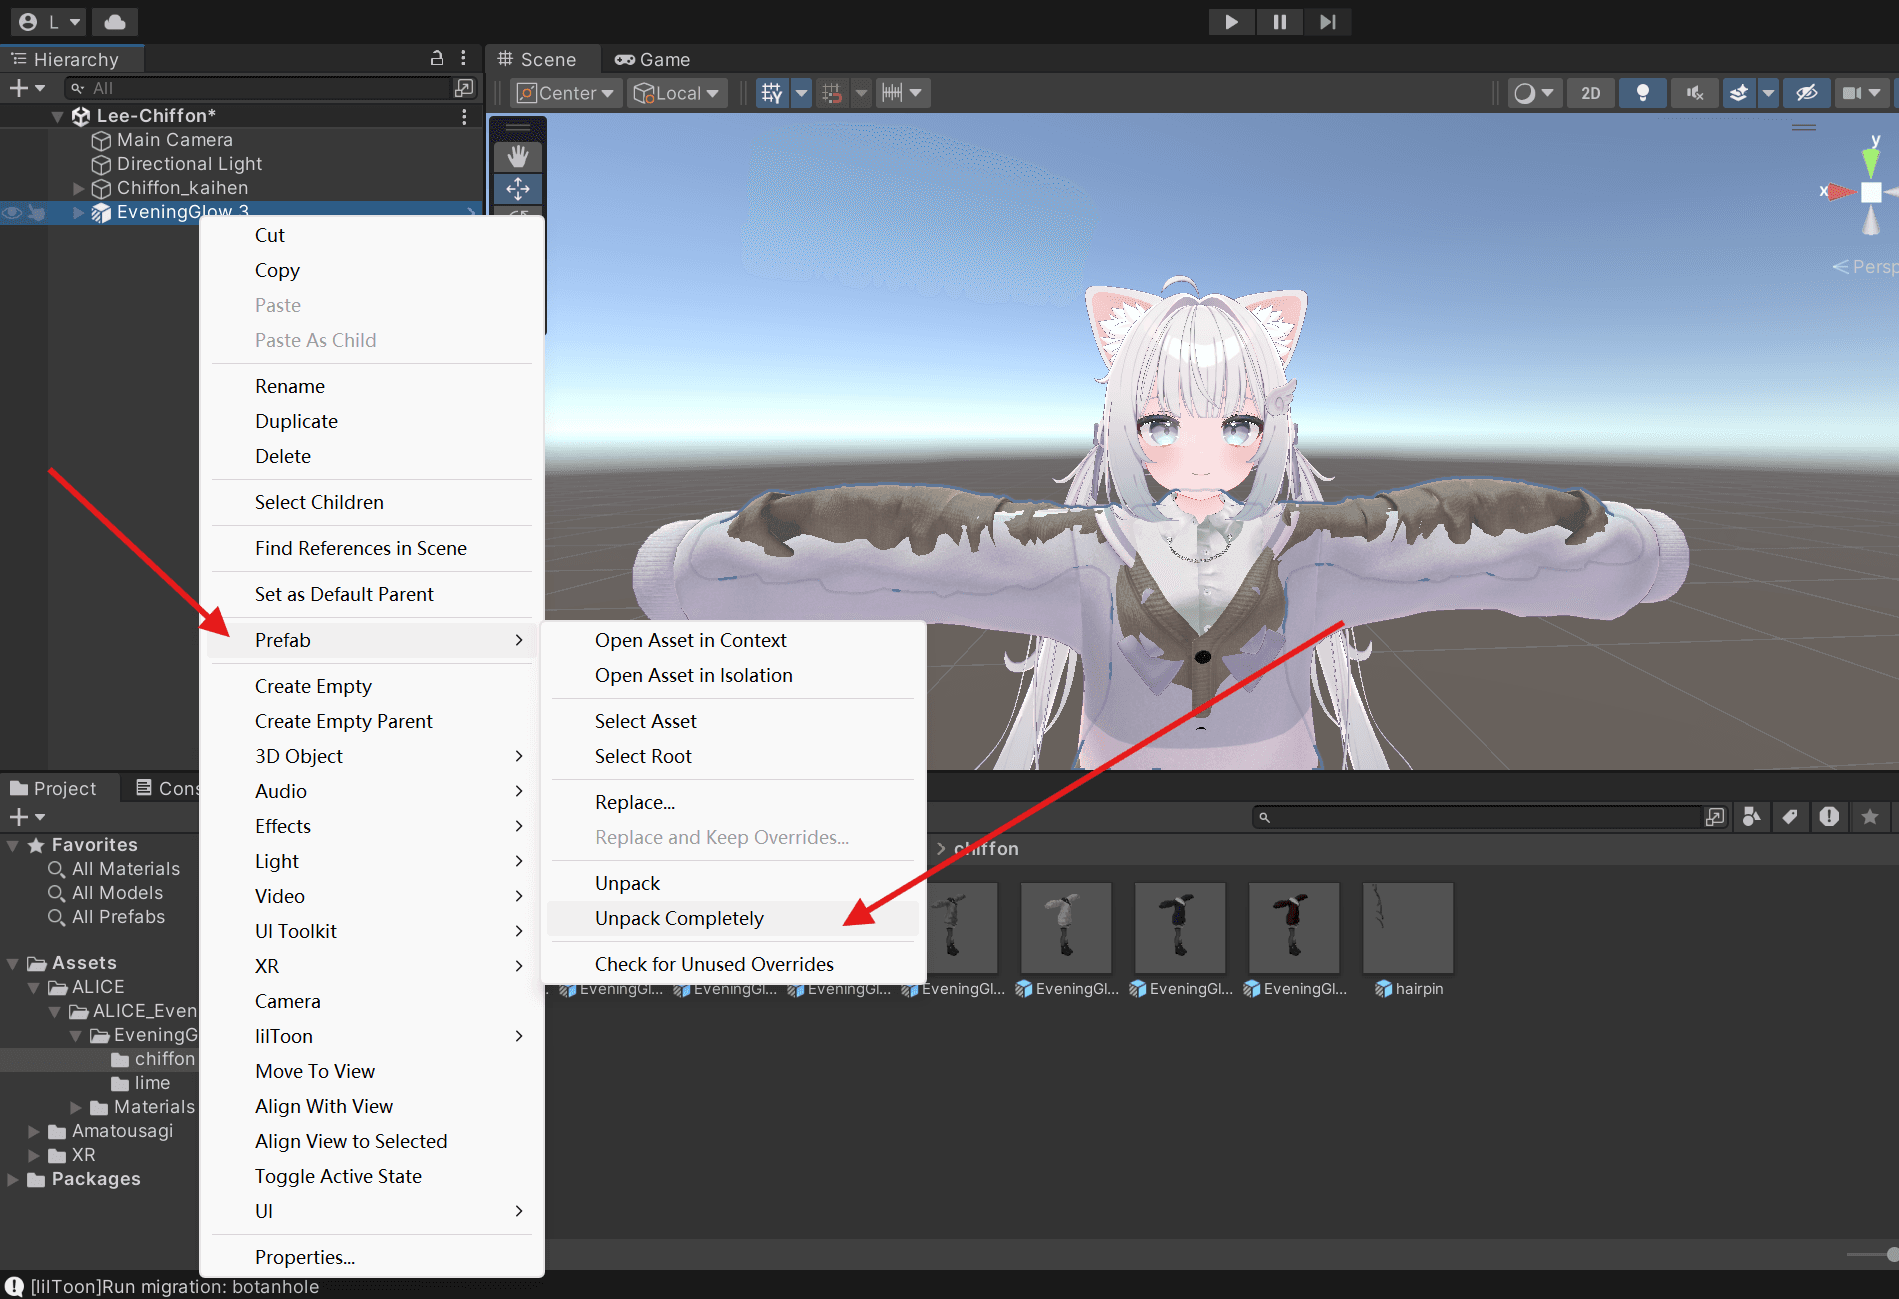 L
Hierarchy
All
Lee-Chiffon*
Main Camera
Directional Light
Chiffon_kaihen
EveningGlow 3
Scene
Game
Center
Local
2D
y
x
Persp
Cut
Copy
Paste
Paste As Child
Rename
Duplicate
Delete
Select Children
Find References in Scene
Set as Default Parent
Prefab
Create Empty
Create Empty Parent
3D Object
Audio
Effects
Light
Video
UI Toolkit
XR
Camera
lilToon
Move To View
Align With View
Align View to Selected
Toggle Active State
UI
Properties...
Open Asset in Context
Open Asset in Isolation
Select Asset
Select Root
Replace...
Replace and Keep Overrides...
Unpack
Unpack Completely
Check for Unused Overrides
Project
Cons
Favorites
All Materials
All Models
All Prefabs
Assets
ALICE
ALICE_Even
EveningG
chiffon
lime
Materials
Amatousagi
XR
Packages
chiffon
EveningGl...
EveningGl...
EveningGl...
EveningGl...
EveningGl...
EveningGl...
EveningGl...
hairpin
[lilToon]Run migration: botanhole